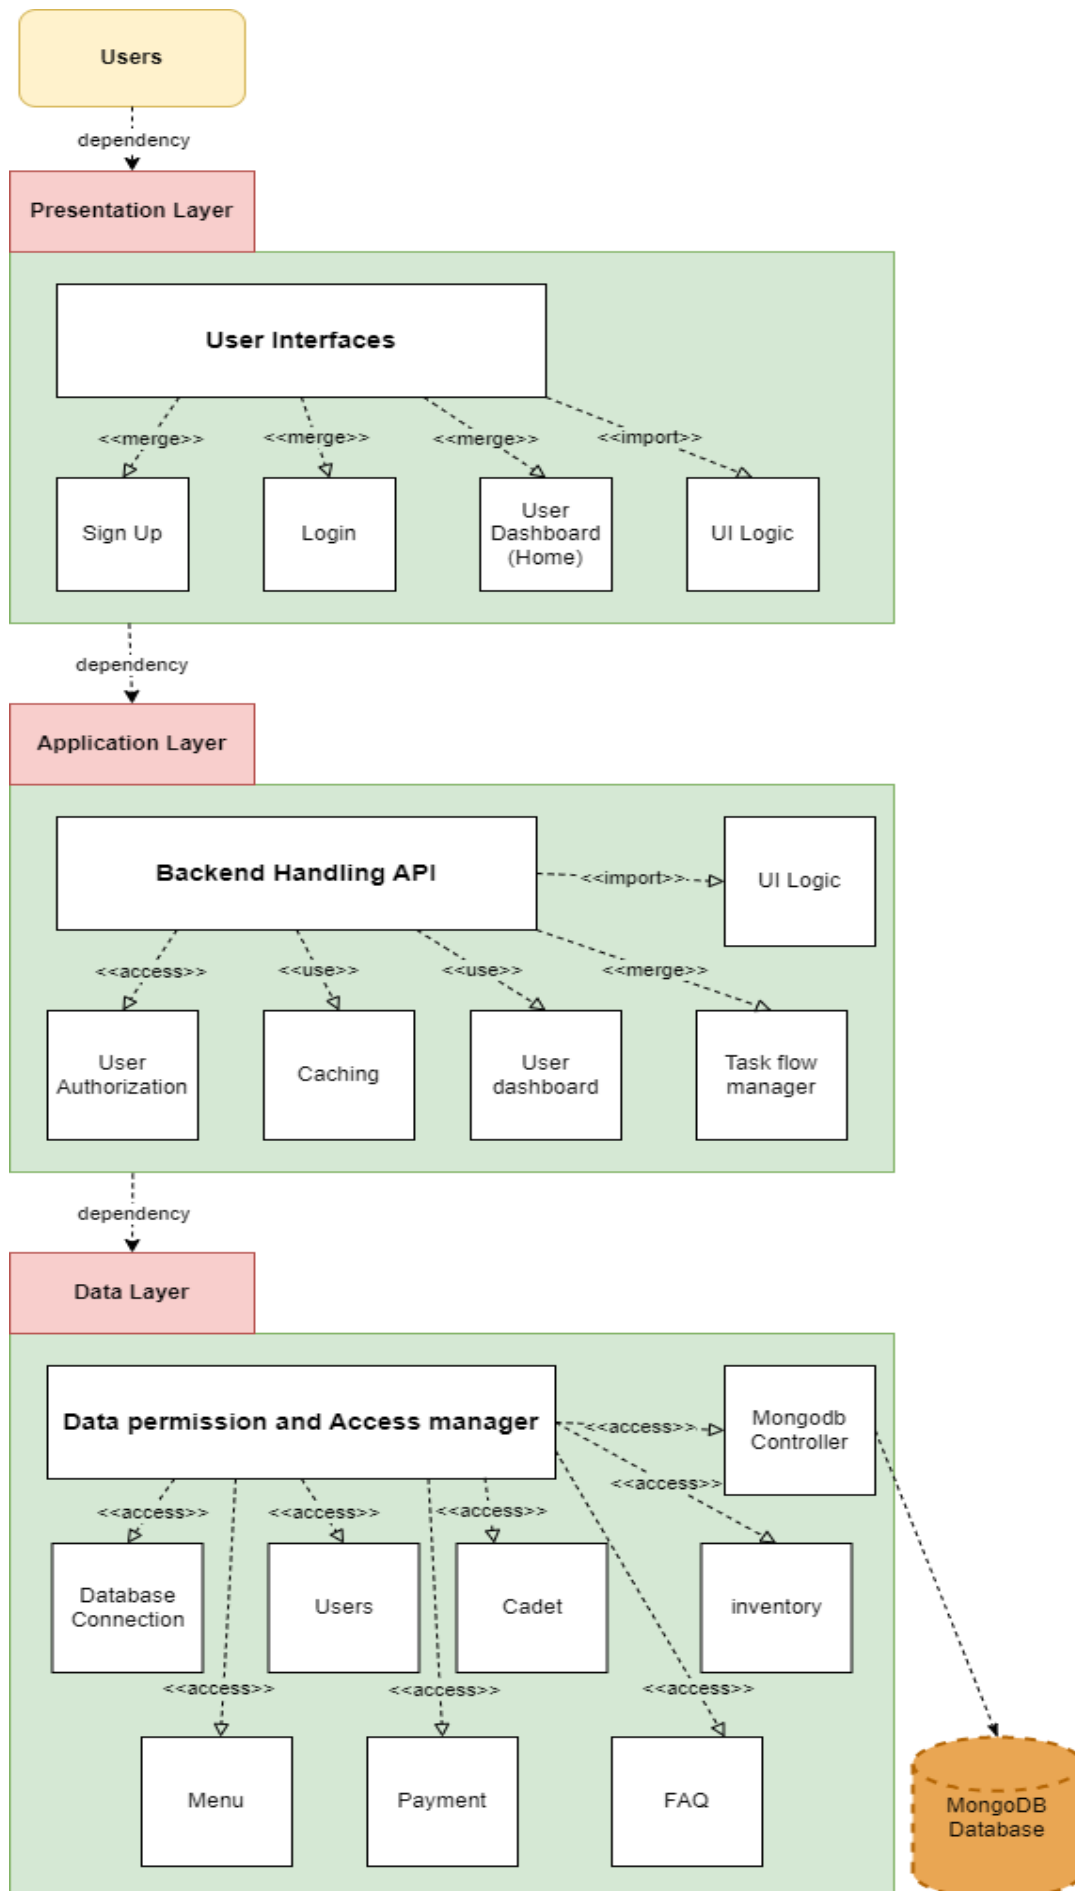 Users
dependency
Presentation Layer
User Interfaces
<<merge>>
<<merge>>
<<merge>>
<<import>>
Sign Up
Login
User
Dashboard
(Home)
UI Logic
dependency
Application Layer
Backend Handling API
<<import>>
UI Logic
<<access>>
<<use>>
<<use>>
<<merge>>
User
Authorization
Caching
User
dashboard
Task flow
manager
dependency
Data Layer
Data permission and Access manager
<<access>>
Mongodb
Controller
<<access>>
<<access>>
<<access>>
<<access>>
Database
Connection
Users
Cadet
inventory
<<access>>
<<access>>
<<access>>
Menu
Payment
FAQ
MongoDB
Database